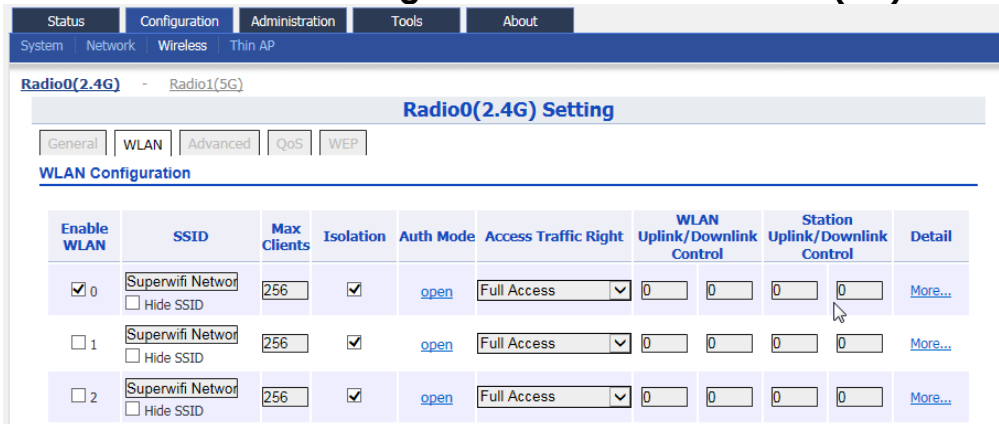 Status Configuration Administration Tools About
System Network Wireless Thin AP
Radio0(2.4G) - Radio1(5G)
Radio0(2.4G) Setting
General WLAN Advanced QoS WEP
WLAN Configuration
Enable WLAN SSID Max Clients Isolation Auth Mode Access Traffic Right WLAN Uplink/Downlink Control Station Uplink/Downlink Control Detail
0 Superwifi Networ 256 open Full Access 0 0 0 0 More...
Hide SSID
1 Superwifi Networ 256 open Full Access 0 0 0 0 More...
Hide SSID
2 Superwifi Networ 256 open Full Access 0 0 0 0 More...
Hide SSID